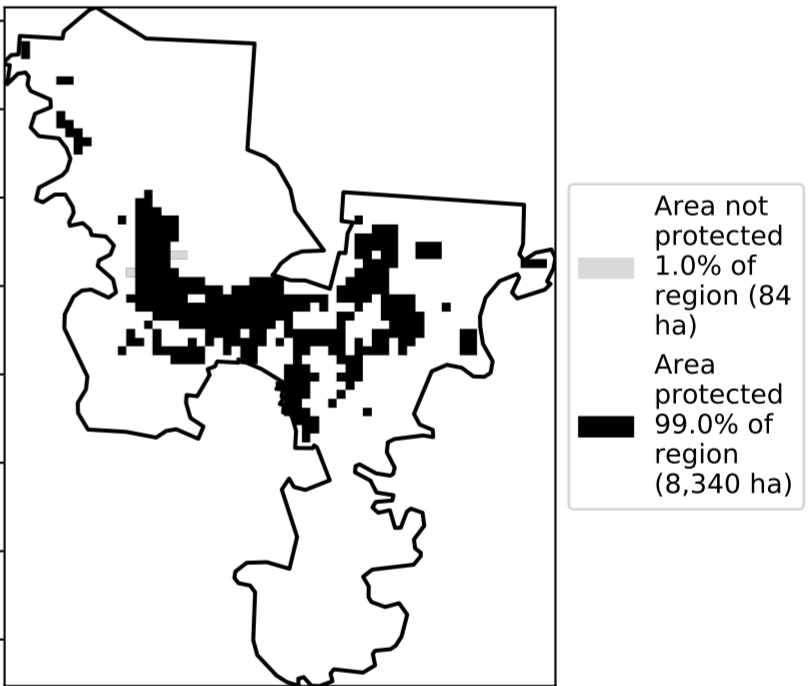 Area not
protected
1.0% of
region (84
ha)
Area
protected
99.0% of
region
(8,340 ha)